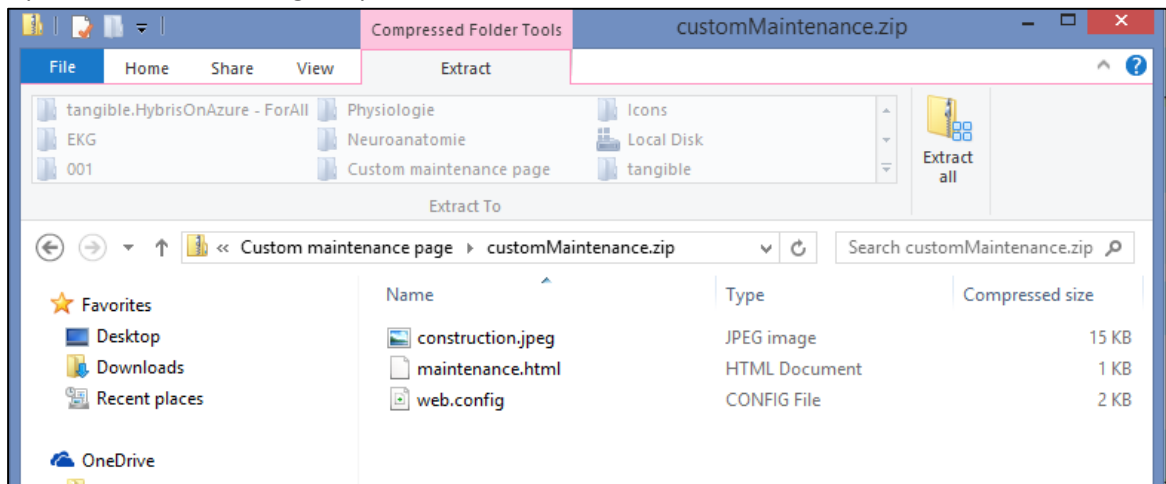 Compressed Folder Tools
customMaintenance.zip
File Home Share View Extract
tangible.HybrisOnAzure - ForAll Physiologie Icons
EKG Neuroanatomie Local Disk
001 Custom maintenance page tangible
Extract all
Extract To
« Custom maintenance page customMaintenance.zip Search customMaintenance.zip
Name Type Compressed size
Favorites
Desktop construction.jpeg JPEG image 15 KB
Downloads maintenance.html HTML Document 1 KB
Recent places web.config CONFIG File 2 KB
OneDrive